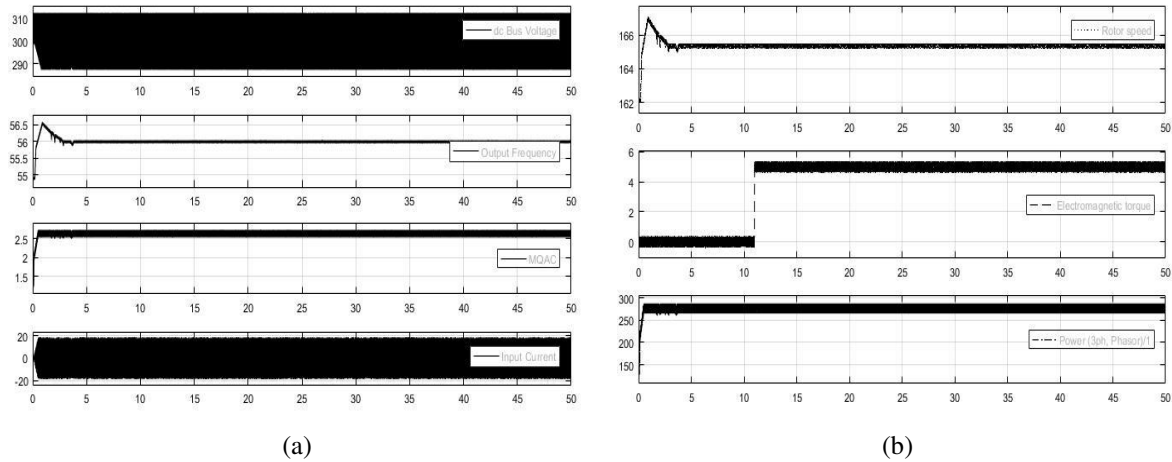 310
300
290
dc Bus Voltage
0 5 10 15 20 25 30 35 40 45 50
56.5
56
55.5
55
Output Frequency
0 5 10 15 20 25 30 35 40 45 50
2.5
2
1.5
MQAC
0 5 10 15 20 25 30 35 40 45 50
20
0
-20
Input Current
0 5 10 15 20 25 30 35 40 45 50
(a)
166
164
162
Rotor speed
0 5 10 15 20 25 30 35 40 45 50
6
4
2
0
Electromagnetic torque
0 5 10 15 20 25 30 35 40 45 50
300
250
200
150
Power (3ph, Phasor)/1
0 5 10 15 20 25 30 35 40 45 50
(b)